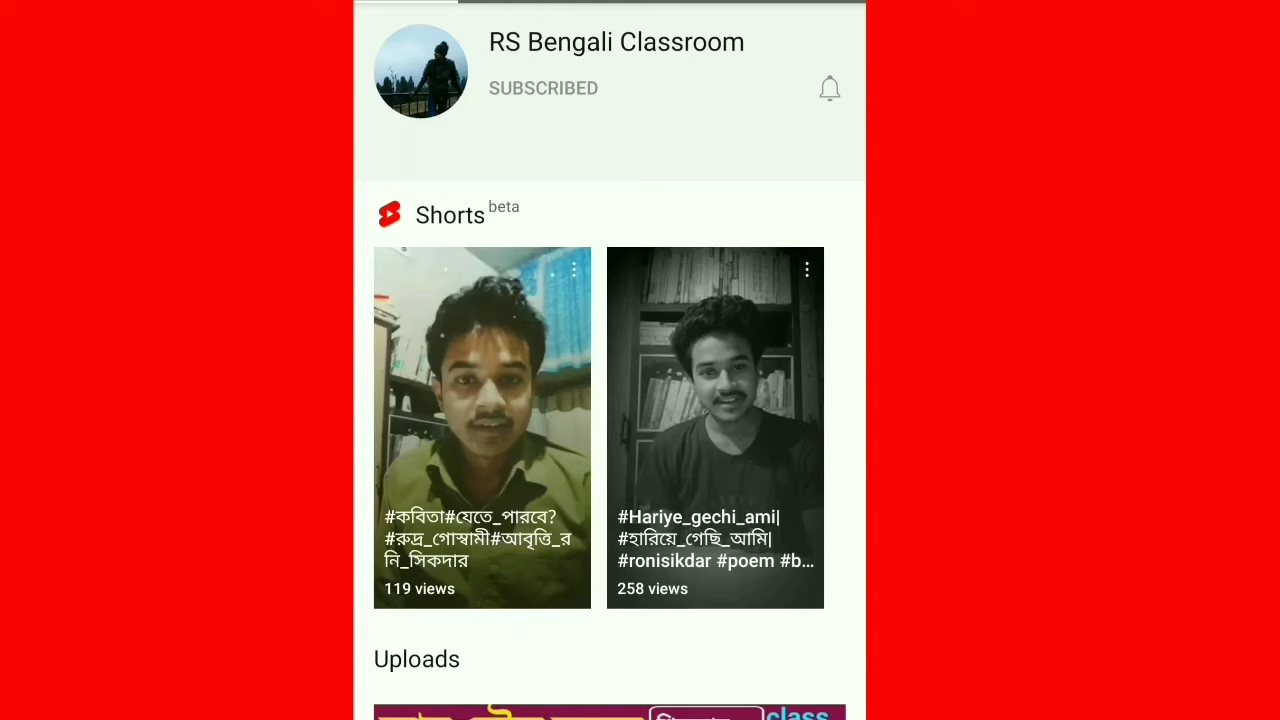 RS Bengali Classroom
SUBSCRIBED
Shorts beta
#কবিতা#যেতে_পারবে?
#রুদ্র_গোস্বামী#আবৃত্তি_র
নি_সিকদার
119 views
#Hariye_gechi_ami|
#হারিয়ে_গেছি_আমি|
#ronisikdar #poem #b...
258 views
Uploads
class